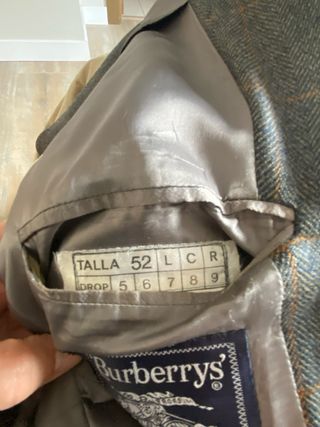 TALLA 52 L C R
DROP 5 6 7 8 9
Burberrys'®